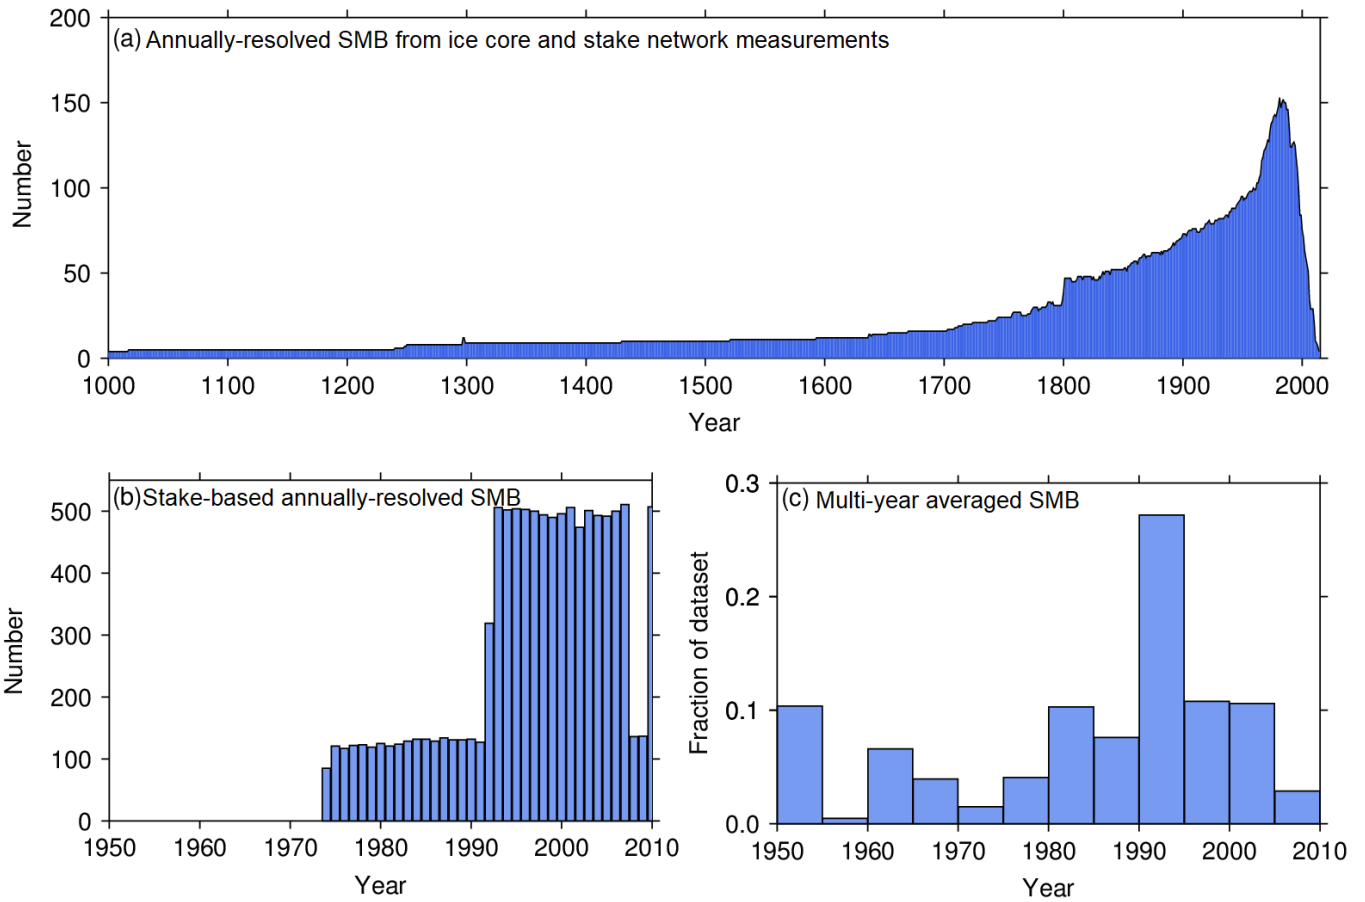 200
(a) Annually-resolved SMB from ice core and stake network measurements
150
100
50
0
Number
1000 1100 1200 1300 1400 1500 1600 1700 1800 1900 2000
Year
(b)Stake-based annually-resolved SMB
500
400
300
200
100
0
Number
1950 1960 1970 1980 1990 2000 2010
Year
0.3
(c) Multi-year averaged SMB
0.2
0.1
0.0
Fraction of dataset
1950 1960 1970 1980 1990 2000 2010
Year